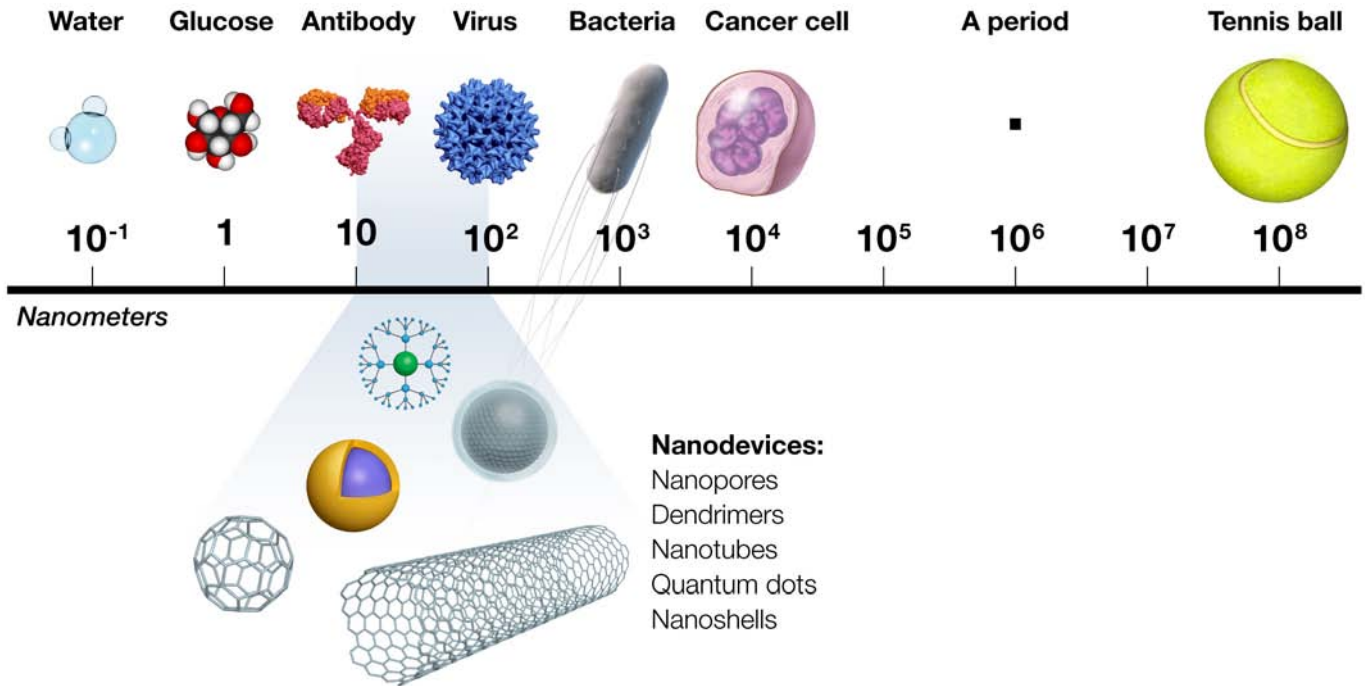 Water Glucose Antibody Virus Bacteria Cancer cell A period Tennis ball
10⁻¹ 1 10 10² 10³ 10⁴ 10⁵ 10⁶ 10⁷ 10⁸
Nanometers
Nanodevices:
Nanopores
Dendrimers
Nanotubes
Quantum dots
Nanoshells